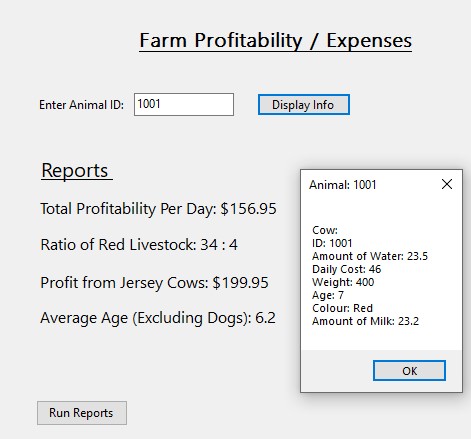 Farm Profitability / Expenses
Enter Animal ID: 1001 Display Info
Reports
Total Profitability Per Day: $156.95
Ratio of Red Livestock: 34 : 4
Profit from Jersey Cows: $199.95
Average Age (Excluding Dogs): 6.2
Run Reports
Animal: 1001
Cow:
ID: 1001
Amount of Water: 23.5
Daily Cost: 46
Weight: 400
Age: 7
Colour: Red
Amount of Milk: 23.2
OK